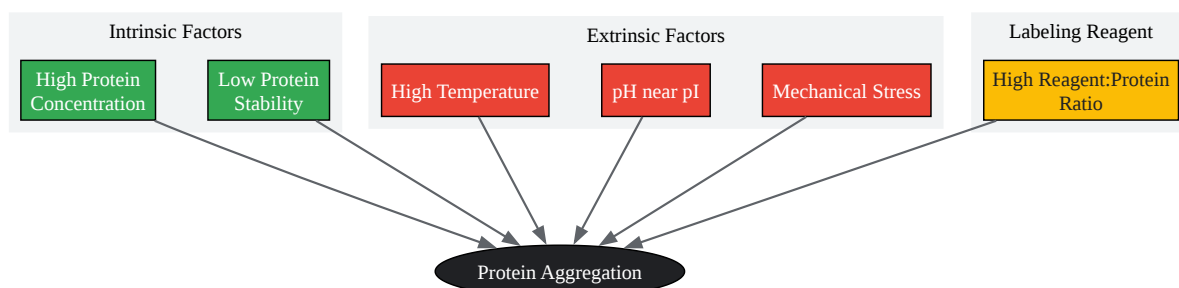 Intrinsic Factors
High Protein
Concentration
Low Protein
Stability
Extrinsic Factors
High Temperature
pH near pI
Mechanical Stress
Labeling Reagent
High Reagent:Protein
Ratio
Protein Aggregation